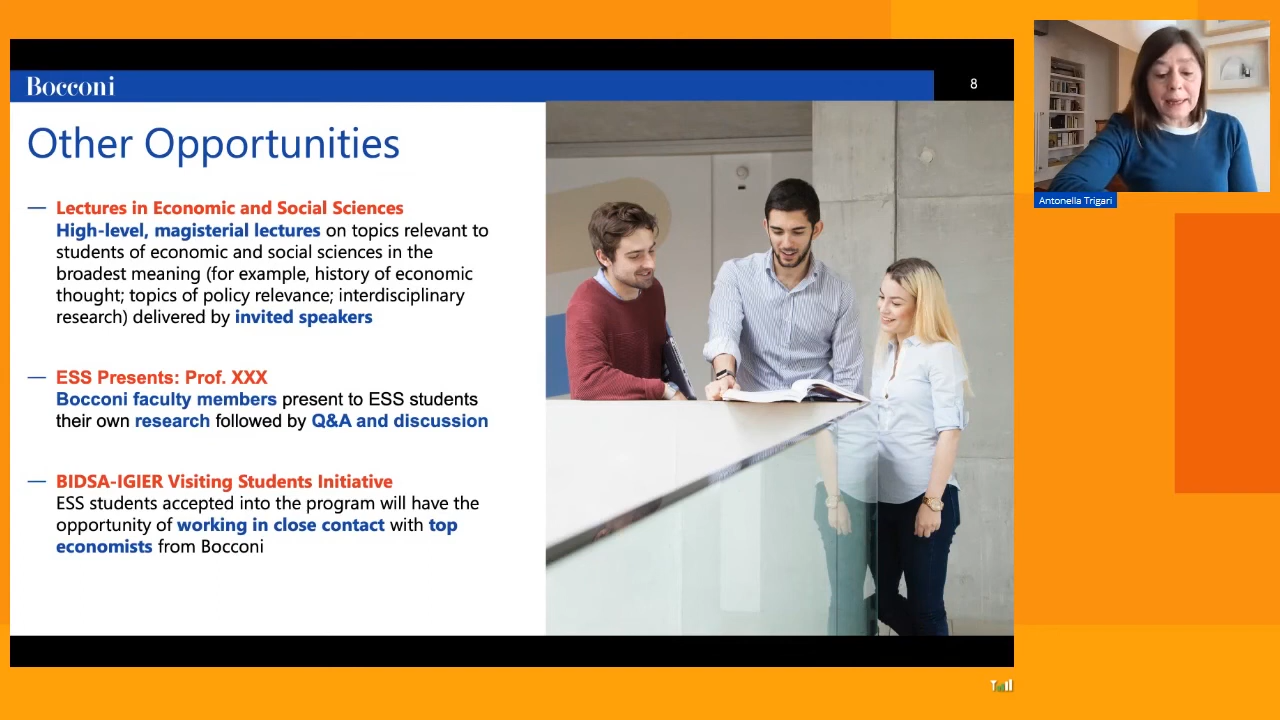 Bocconi
8
Other Opportunities
— Lectures in Economic and Social Sciences
High-level, magisterial lectures on topics relevant to
students of economic and social sciences in the
broadest meaning (for example, history of economic
thought; topics of policy relevance; interdisciplinary
research) delivered by invited speakers
— ESS Presents: Prof. XXX
Bocconi faculty members present to ESS students
their own research followed by Q&A and discussion
— BIDSA-IGIER Visiting Students Initiative
ESS students accepted into the program will have the
opportunity of working in close contact with top
economists from Bocconi
Antonella Trigari